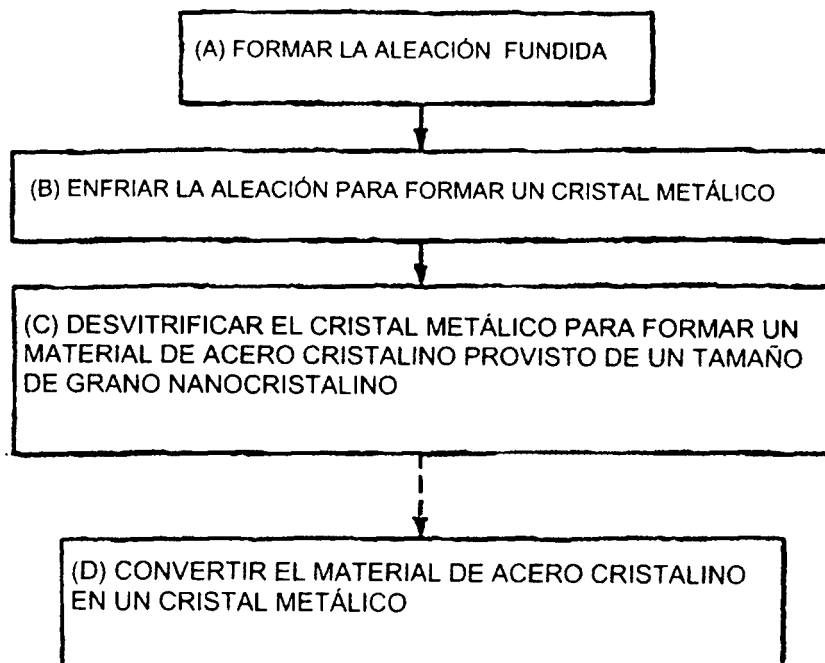 (A) FORMAR LA ALEACIÓN FUNDIDA
(B) ENFRIAR LA ALEACIÓN PARA FORMAR UN CRISTAL METÁLICO
(C) DESVITRIFICAR EL CRISTAL METÁLICO PARA FORMAR UN
MATERIAL DE ACERO CRISTALINO PROVISTO DE UN TAMAÑO
DE GRANO NANOCRISTALINO
(D) CONVERTIR EL MATERIAL DE ACERO CRISTALINO
EN UN CRISTAL METÁLICO